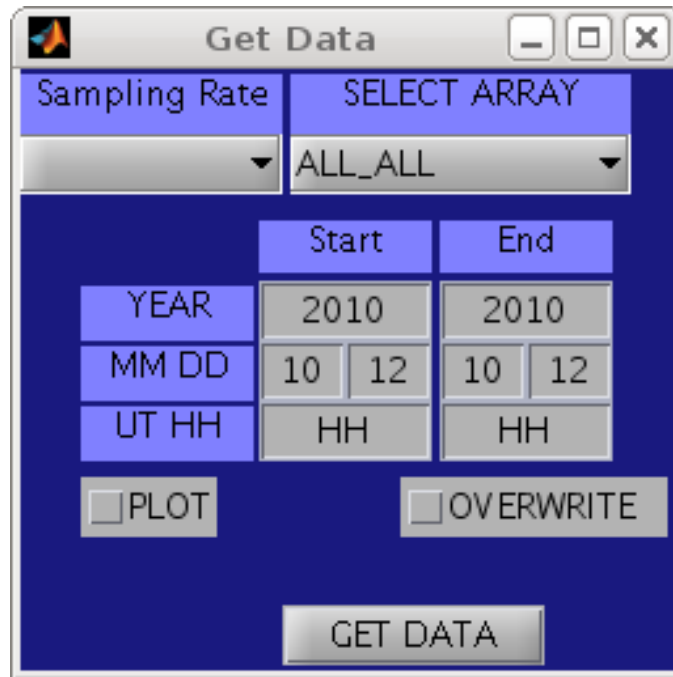 Get Data
Sampling Rate SELECT ARRAY
ALL_ALL
Start End
YEAR 2010 2010
MM DD 10 12 10 12
UT HH HH HH
PLOT OVERWRITE
GET DATA